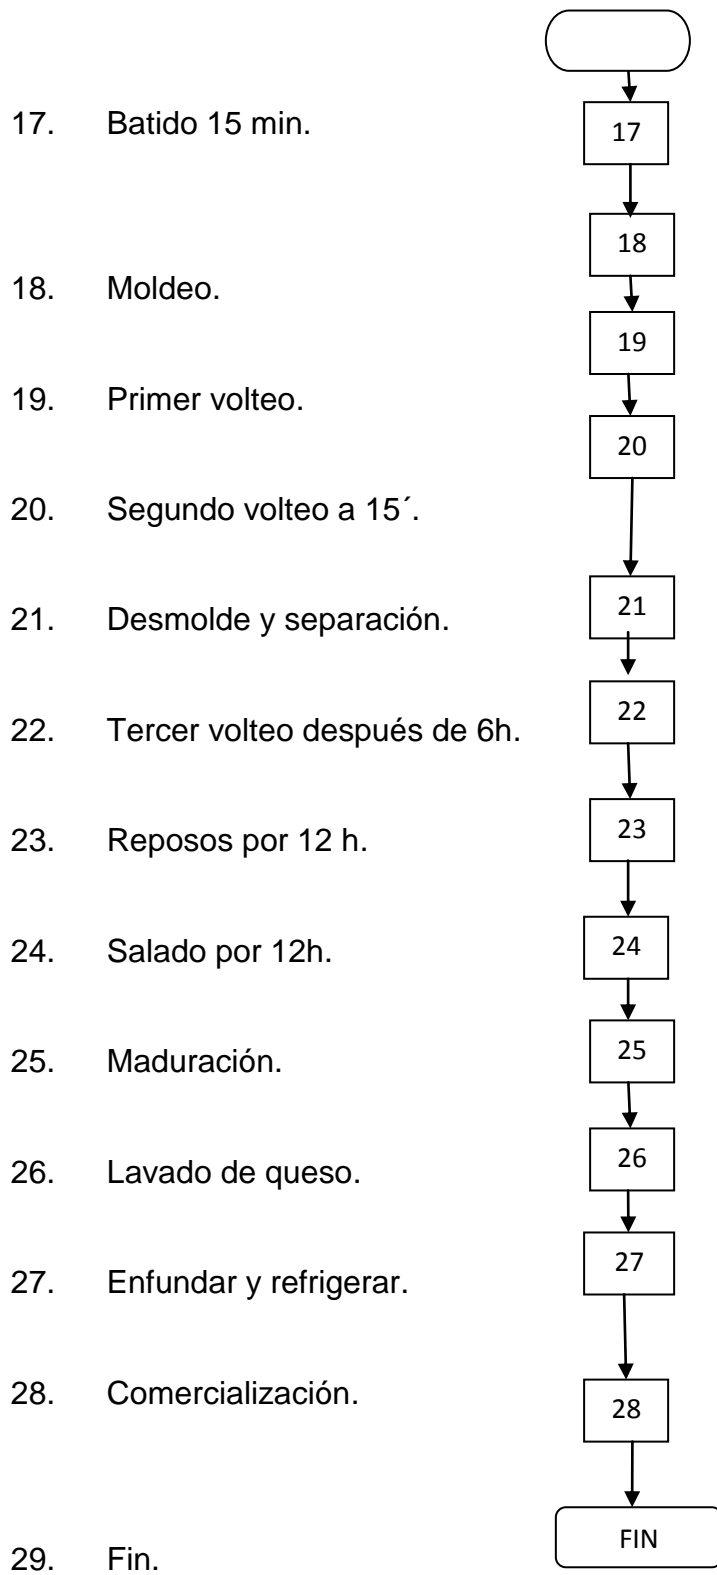 17. Batido 15 min.
17
18
18. Moldeo.
19
19. Primer volteo.
20
20. Segundo volteo a 15´.
21. Desmolde y separación.
21
22. Tercer volteo después de 6h.
22
23. Reposos por 12 h.
23
24. Salado por 12h.
24
25. Maduración.
25
26. Lavado de queso.
26
27. Enfundar y refrigerar.
27
28. Comercialización.
28
29. Fin.
FIN